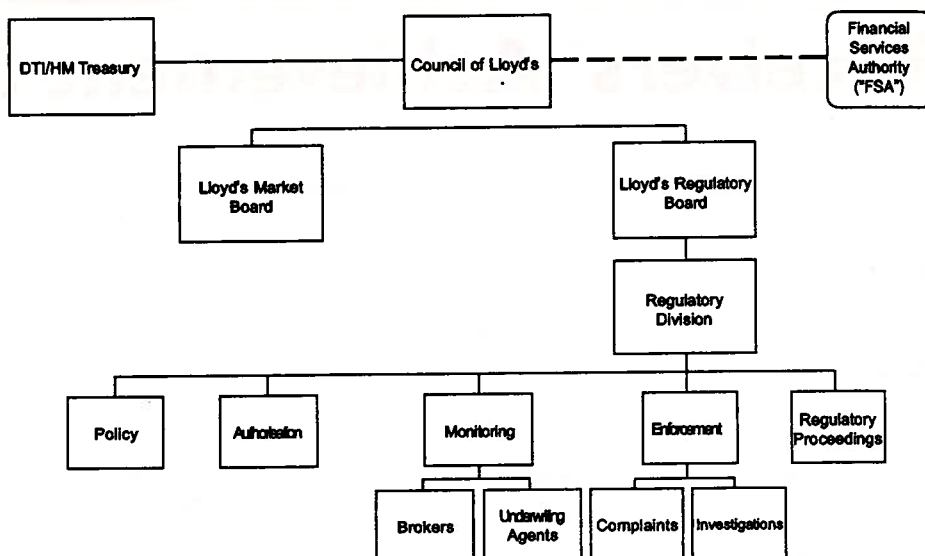 DTI/HM Treasury
Council of Lloyd's
Financial
Services
Authority
("FSA")
Lloyd's Market
Board
Lloyd's Regulatory
Board
Regulatory
Division
Policy
Authorisation
Monitoring
Enforcement
Regulatory
Proceedings
Brokers
Underwriting
Agents
Complaints
Investigations